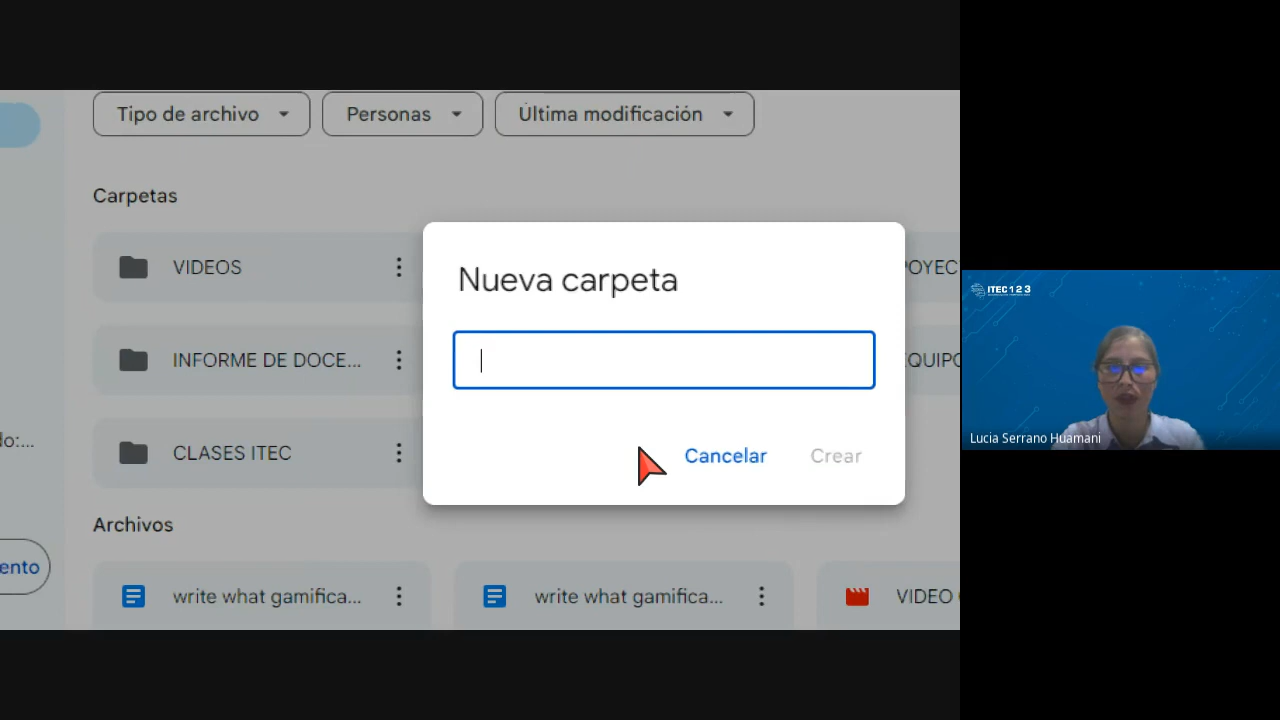 Tipo de archivo
Personas
Última modificación
Carpetas
VIDEOS
INFORME DE DOCE...
CLASES ITEC
Nueva carpeta
Cancelar
Crear
Archivos
ento
write what gamifica...
write what gamifica...
VIDEO
ITEC 1 2 3
Lucia Serrano Huamani